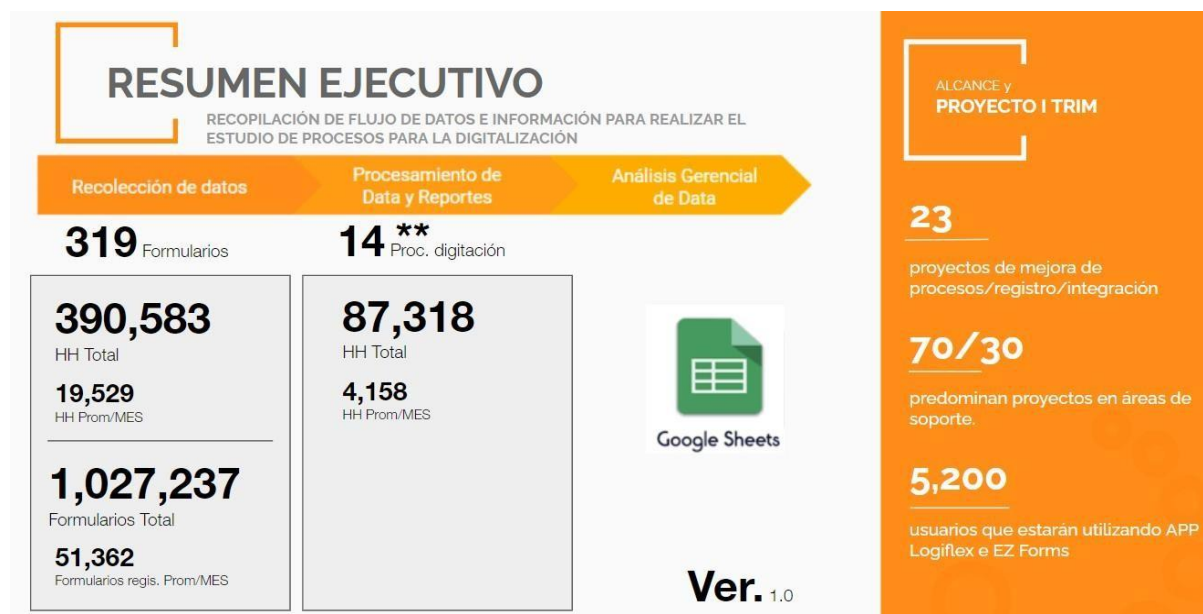 RESUMEN EJECUTIVO
RECOPILACIÓN DE FLUJO DE DATOS E INFORMACIÓN PARA REALIZAR EL
ESTUDIO DE PROCESOS PARA LA DIGITALIZACIÓN
Recolección de datos
Procesamiento de
Data y Reportes
Análisis Gerencial
de Data
319 Formularios
14 ** Proc. digitación
390,583
HH Total
19,529
HH Prom/MES
1,027,237
Formularios Total
51,362
Formularios regis. Prom/MES
87,318
HH Total
4,158
HH Prom/MES
Google Sheets
Ver. 1.0
ALCANCE y
PROYECTO I TRIM
23
proyectos de mejora de
procesos/registro/integración
70/30
predominan proyectos en áreas de
soporte.
5,200
usuarios que estarán utilizando APP
Logiflex e EZ Forms